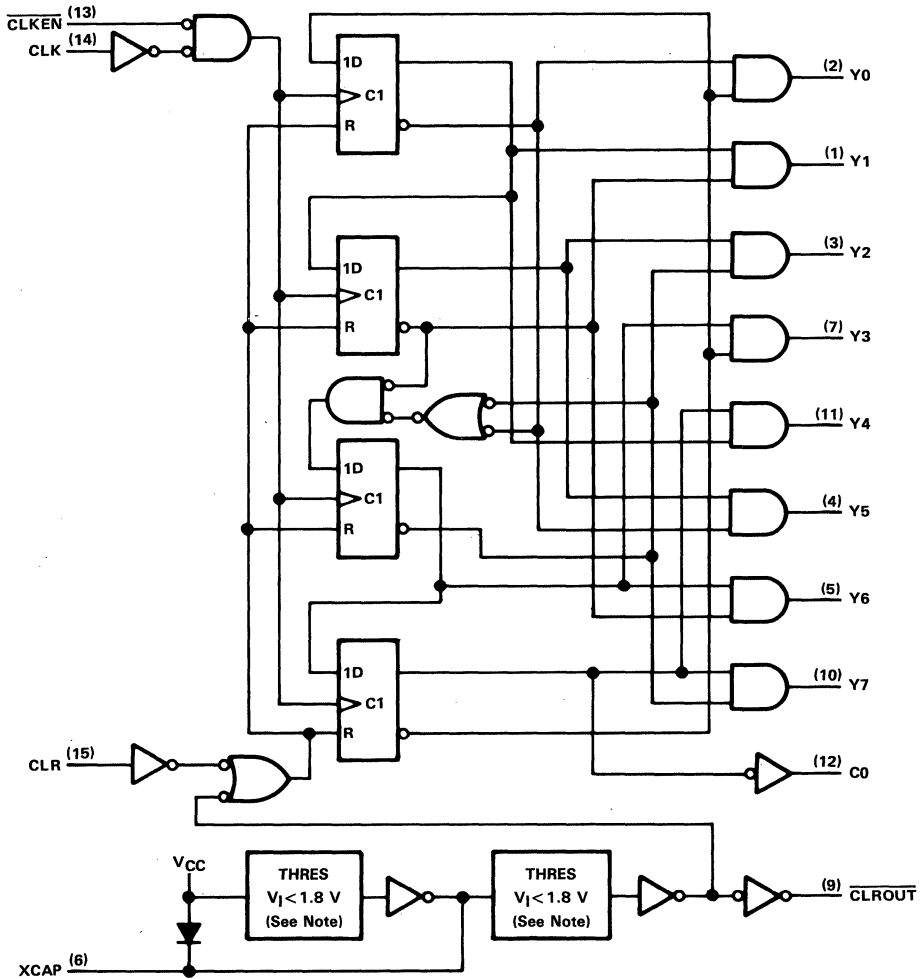 CLKEN (13)
CLK (14)
1D
C1
R
1D
C1
R
1D
C1
R
1D
C1
R
(2) Y0
(1) Y1
(3) Y2
(7) Y3
(11) Y4
(4) Y5
(5) Y6
(10) Y7
(12) C0
CLR (15)
VCC
THRES
VI < 1.8 V
(See Note)
THRES
VI < 1.8 V
(See Note)
(9) CLROUT
XCAP (6)